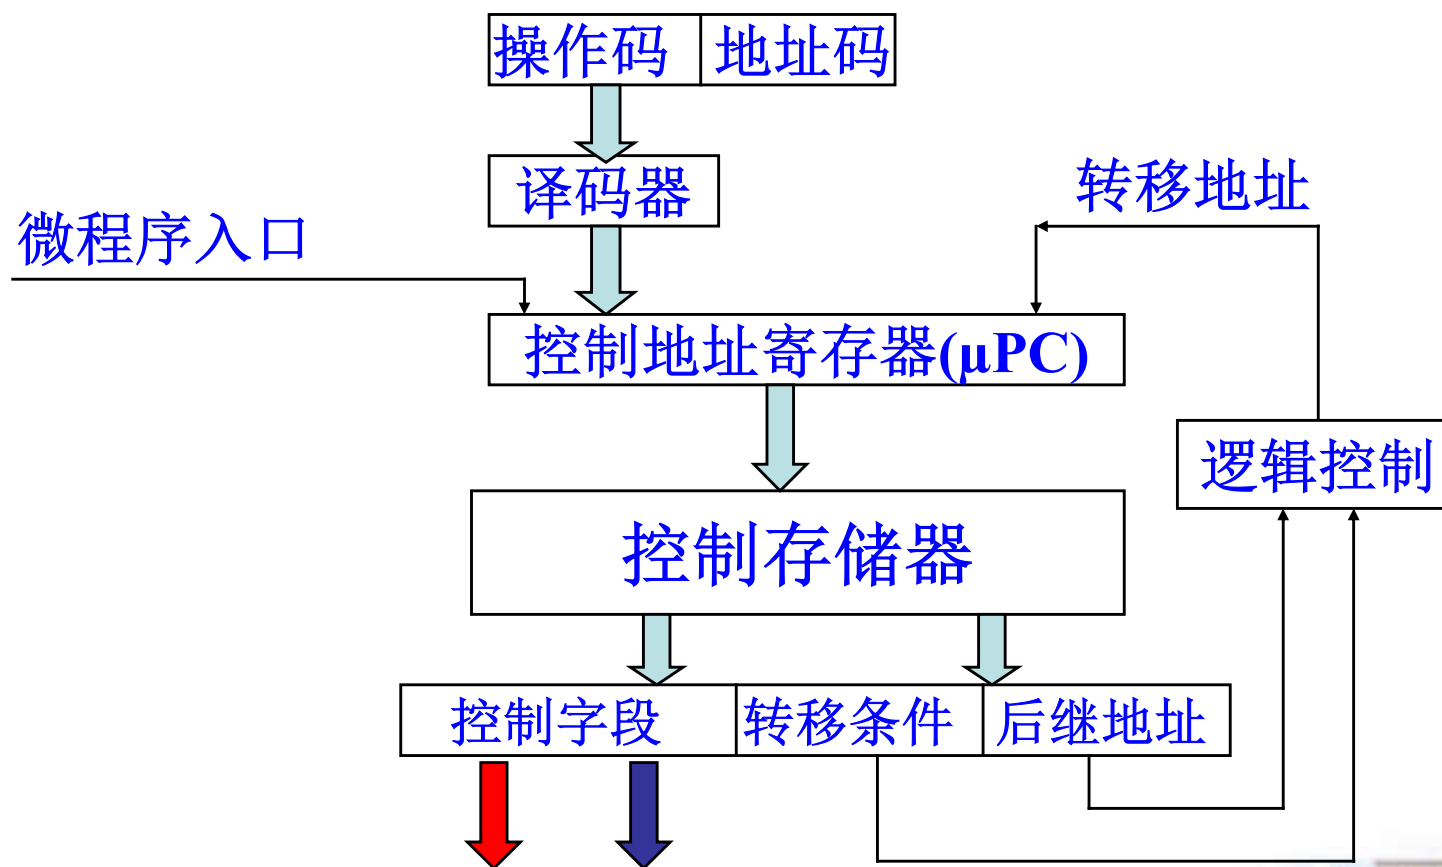 操作码 地址码
译码器
转移地址
微程序入口
控制地址寄存器(μPC)
逻辑控制
控制存储器
控制字段 转移条件 后继地址